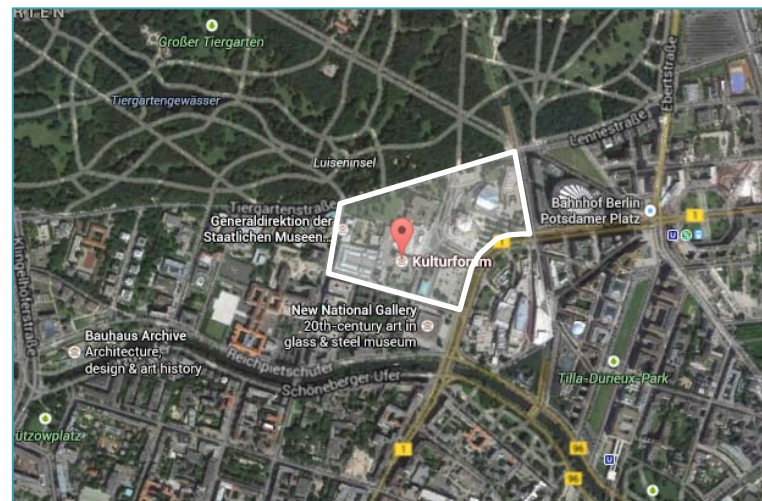 RTEN
Großer Tiergarten
Tiergartengewässer
Ebertstraße
Lennéstraße
Luiseninsel
Tiergartenstraße
Generaldirektion der
Staatlichen Museen...
Bahnhof Berlin
Potsdamer Platz
1
1
U S
Kulturforum
Klingelhöferstraße
New National Gallery
20th-century art in
glass & steel museum
Bauhaus Archive
Architecture,
design & art history
Reichpietschufer
Schöneberger Ufer
Tilla-Durieux-Park
ützowplatz
1
96
U
96